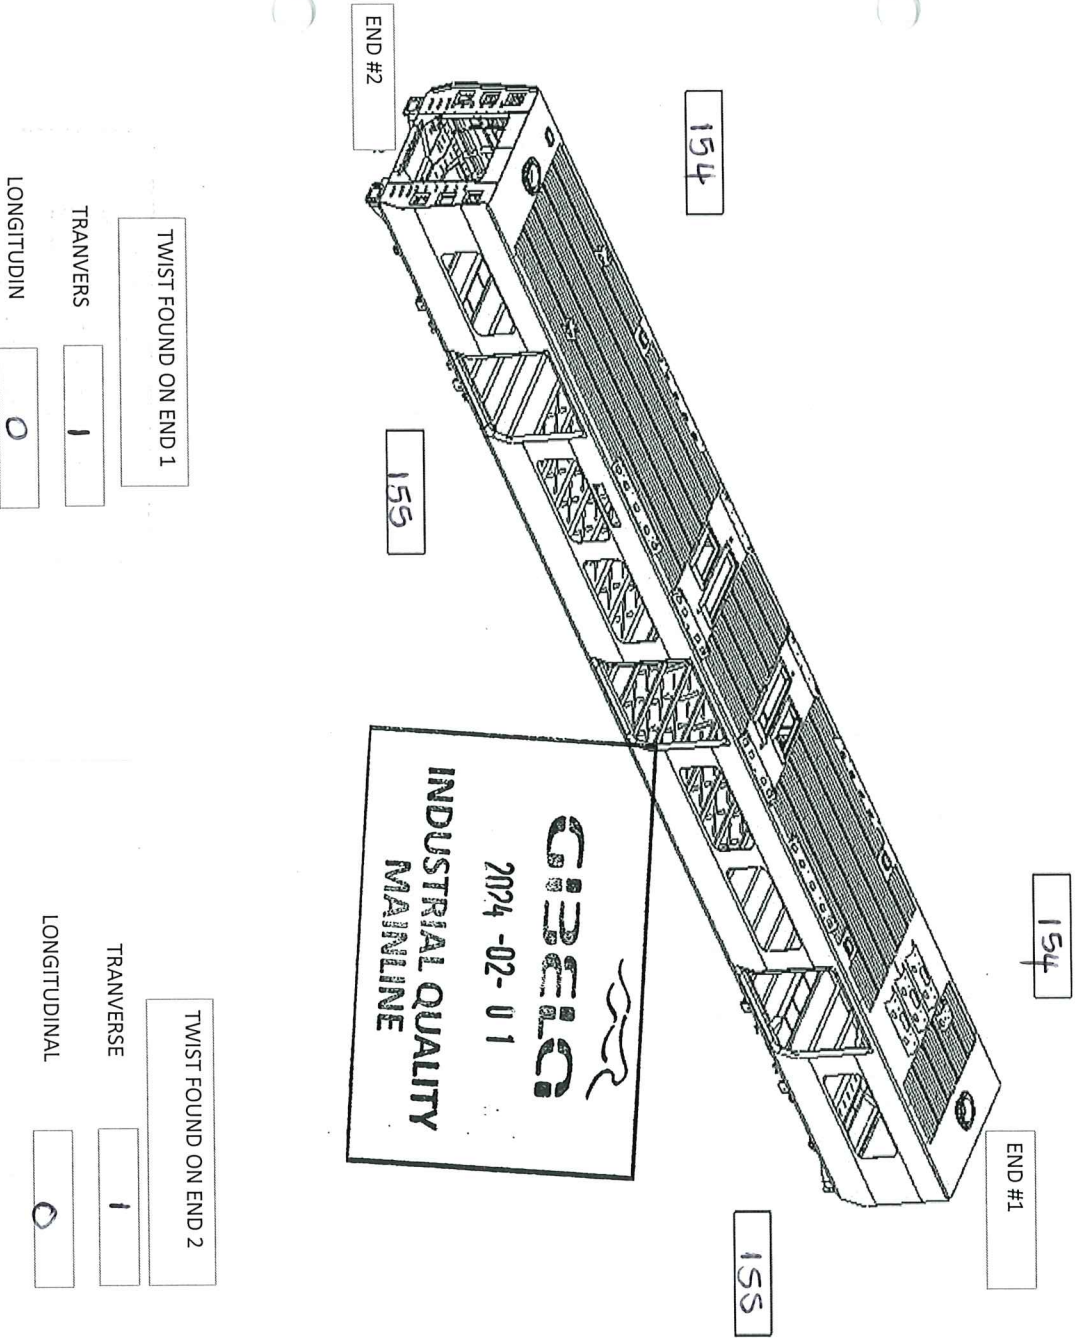 154
END #1
155
154
GIBELA
2024 -02- 01
INDUSTRIAL QUALITY
MAINLINE
155
END #2
TWIST FOUND ON END 1
TRANVERS 1
LONGITUDIN 0
TWIST FOUND ON END 2
TRANVERSE 1
LONGITUDINAL 0